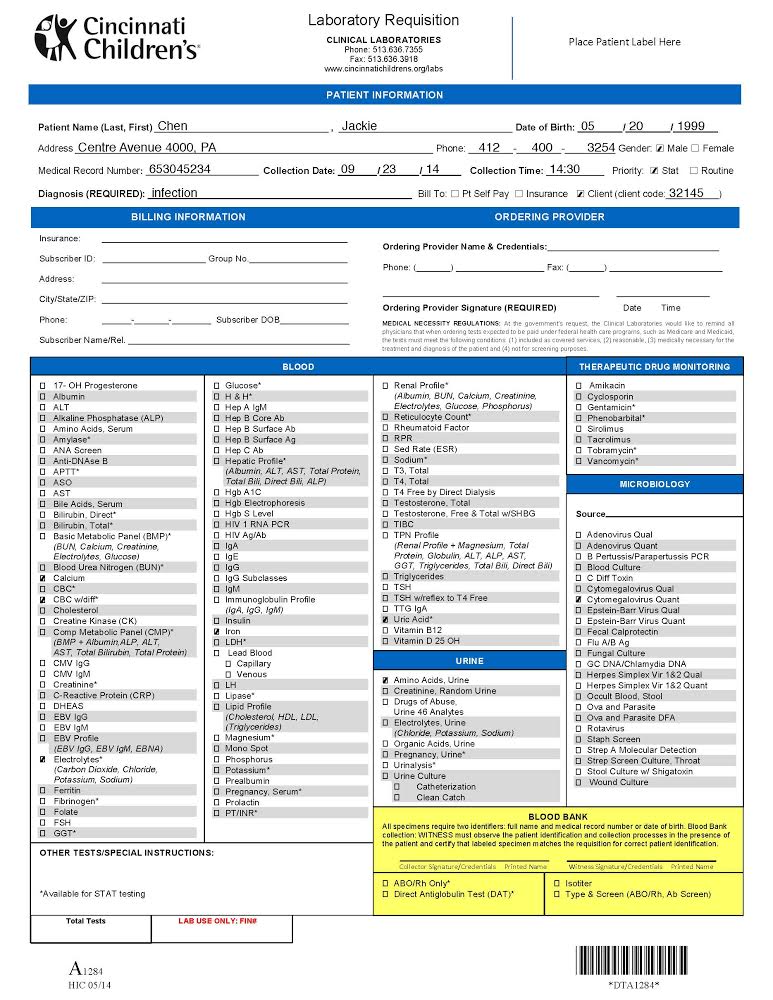 Cincinnati
Children's®
Laboratory Requisition
CLINICAL LABORATORIES
Phone: 513.636.7355
Fax: 513.636.3918
www.cincinnatichildrens.org/labs
Place Patient Label Here
PATIENT INFORMATION
Patient Name (Last, First) Chen , Jackie Date of Birth: 05 / 20 / 1999
Address Centre Avenue 4000, PA Phone: 412 - 400 - 3254 Gender: ☑ Male ☐ Female
Medical Record Number: 653045234 Collection Date: 09 / 23 / 14 Collection Time: 14:30 Priority: ☑ Stat ☐ Routine
Diagnosis (REQUIRED): infection Bill To: ☐ Pt Self Pay ☐ Insurance ☑ Client (client code: 32145 )
BILLING INFORMATION
Insurance:
Subscriber ID: Group No.
Address:
City/State/ZIP:
Phone: - - Subscriber DOB
Subscriber Name/Rel.
ORDERING PROVIDER
Ordering Provider Name & Credentials:
Phone: ( ) Fax: ( )
Ordering Provider Signature (REQUIRED) Date Time
MEDICAL NECESSITY REGULATIONS: At the government's request, the Clinical Laboratories would like to remind all
physicians that when ordering tests expected to be paid under federal health care programs, such as Medicare and Medicaid,
the tests must meet the following conditions: (1) included as covered services, (2) reasonable, (3) medically necessary for the
treatment and diagnosis of the patient and (4) not for screening purposes.
BLOOD
☐ 17- OH Progesterone
☐ Albumin
☐ ALT
☐ Alkaline Phosphatase (ALP)
☐ Amino Acids, Serum
☐ Amylase*
☐ ANA Screen
☐ Anti-DNAse B
☐ APTT*
☐ ASO
☐ AST
☐ Bile Acids, Serum
☐ Bilirubin, Direct*
☐ Bilirubin, Total*
☐ Basic Metabolic Panel (BMP)*
(BUN, Calcium, Creatinine,
Electrolytes, Glucose)
☐ Blood Urea Nitrogen (BUN)*
☑ Calcium
☐ CBC*
☑ CBC w/diff*
☐ Cholesterol
☐ Creatine Kinase (CK)
☐ Comp Metabolic Panel (CMP)*
(BMP + Albumin,ALP, ALT,
AST, Total Bilirubin, Total Protein)
☐ CMV IgG
☐ CMV IgM
☐ Creatinine*
☐ C-Reactive Protein (CRP)
☐ DHEAS
☐ EBV IgG
☐ EBV IgM
☐ EBV Profile
(EBV IgG, EBV IgM, EBNA)
☑ Electrolytes*
(Carbon Dioxide, Chloride,
Potassium, Sodium)
☐ Ferritin
☐ Fibrinogen*
☐ Folate
☐ FSH
☐ GGT*
☐ Glucose*
☐ H & H*
☐ Hep A IgM
☐ Hep B Core Ab
☐ Hep B Surface Ab
☐ Hep B Surface Ag
☐ Hep C Ab
☐ Hepatic Profile*
(Albumin, ALT, AST, Total Protein,
Total Bili, Direct Bili, ALP)
☐ Hgb A1C
☐ Hgb Electrophoresis
☐ Hgb S Level
☐ HIV 1 RNA PCR
☐ HIV Ag/Ab
☐ IgA
☐ IgE
☐ IgG
☐ IgG Subclasses
☐ IgM
☐ Immunoglobulin Profile
(IgA, IgG, IgM)
☐ Insulin
☑ Iron
☐ LDH*
☐ Lead Blood
☐ Capillary
☐ Venous
☐ LH
☐ Lipase*
☐ Lipid Profile
(Cholesterol, HDL, LDL,
(Triglycerides)
☐ Magnesium*
☐ Mono Spot
☐ Phosphorus
☐ Potassium*
☐ Prealbumin
☐ Pregnancy, Serum*
☐ Prolactin
☐ PT/INR*
☐ Renal Profile*
(Albumin, BUN, Calcium, Creatinine,
Electrolytes, Glucose, Phosphorus)
☐ Reticulocyte Count*
☐ Rheumatoid Factor
☐ RPR
☐ Sed Rate (ESR)
☐ Sodium*
☐ T3, Total
☐ T4, Total
☐ T4 Free by Direct Dialysis
☐ Testosterone, Total
☐ Testosterone, Free & Total w/SHBG
☐ TIBC
☐ TPN Profile
(Renal Profile + Magnesium, Total
Protein, Globulin, ALT, ALP, AST,
GGT, Triglycerides, Total Bili, Direct Bili)
☐ Triglycerides
☐ TSH
☐ TSH w/reflex to T4 Free
☐ TTG IgA
☑ Uric Acid*
☐ Vitamin B12
☐ Vitamin D 25 OH
URINE
☑ Amino Acids, Urine
☐ Creatinine, Random Urine
☐ Drugs of Abuse,
Urine 46 Analytes
☐ Electrolytes, Urine
(Chloride, Potassium, Sodium)
☐ Organic Acids, Urine
☐ Pregnancy, Urine*
☐ Urinalysis*
☐ Urine Culture
☐ Catheterization
☐ Clean Catch
THERAPEUTIC DRUG MONITORING
☐ Amikacin
☐ Cyclosporin
☐ Gentamicin*
☐ Phenobarbital*
☐ Sirolimus
☐ Tacrolimus
☐ Tobramycin*
☐ Vancomycin*
MICROBIOLOGY
Source
☐ Adenovirus Qual
☐ Adenovirus Quant
☐ B Pertussis/Parapertussis PCR
☐ Blood Culture
☐ C Diff Toxin
☐ Cytomegalovirus Qual
☑ Cytomegalovirus Quant
☐ Epstein-Barr Virus Qual
☐ Epstein-Barr Virus Quant
☐ Fecal Calprotectin
☐ Flu A/B Ag
☐ Fungal Culture
☐ GC DNA/Chlamydia DNA
☐ Herpes Simplex Vir 1&2 Qual
☐ Herpes Simplex Vir 1&2 Quant
☐ Occult Blood, Stool
☐ Ova and Parasite
☐ Ova and Parasite DFA
☐ Rotavirus
☐ Staph Screen
☐ Strep A Molecular Detection
☐ Strep Screen Culture, Throat
☐ Stool Culture w/ Shigatoxin
☐ Wound Culture
OTHER TESTS/SPECIAL INSTRUCTIONS:
*Available for STAT testing
BLOOD BANK
All specimens require two identifiers: full name and medical record number or date of birth. Blood Bank
collection: WITNESS must observe the patient identification and collection processes in the presence of
the patient and certify that labeled specimen matches the requisition for correct patient identification.
Collector Signature/Credentials Printed Name Witness Signature/Credentials Printed Name
☐ ABO/Rh Only*
☐ Direct Antiglobulin Test (DAT)*
☐ Isotiter
☐ Type & Screen (ABO/Rh, Ab Screen)
Total Tests
LAB USE ONLY: FIN#
A1284
HIC 05/14
*DTA1284*